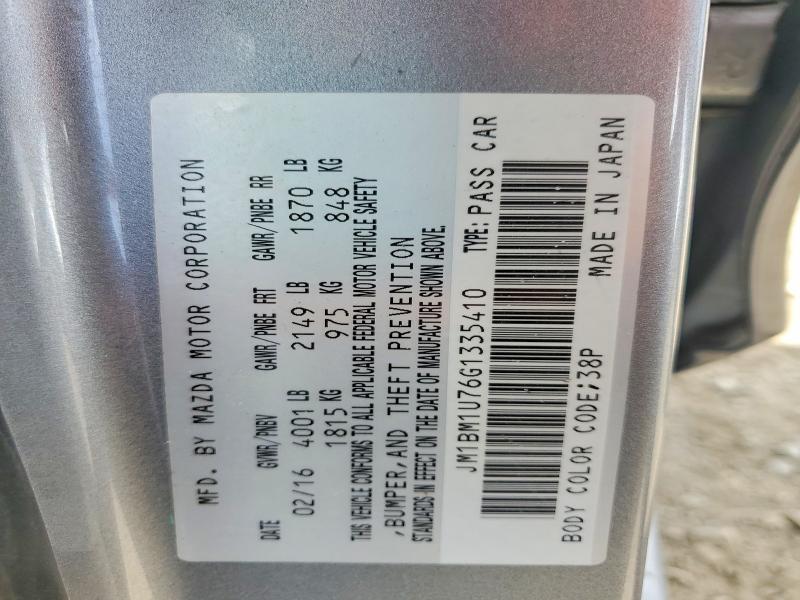 MFD. BY MAZDA MOTOR CORPORATION
DATE GVWR/PNBV GAWR/PNBE FRT GAWR/PNBE RR
02/16 4001 LB 2149 LB 1870 LB
1815 KG 975 KG 848 KG
THIS VEHICLE CONFORMS TO ALL APPLICABLE FEDERAL MOTOR VEHICLE SAFETY
,BUMPER,AND THEFT PREVENTION
STANDARDS IN EFFECT ON THE DATE OF MANUFACTURE SHOWN ABOVE.
JM1BM1U76G1335410 TYPE: PASS CAR
BODY COLOR CODE;38P MADE IN JAPAN